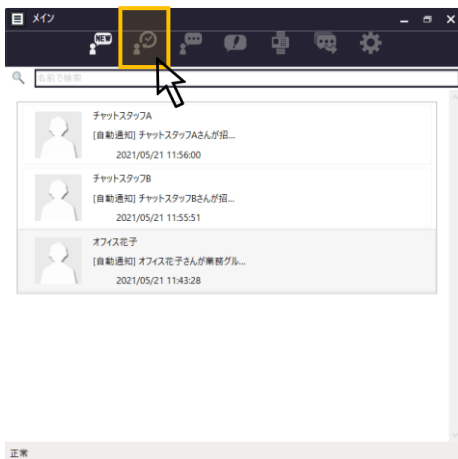 メイン
NEW
名前で検索
チャットスタッフA
[自動通知] チャットスタッフAさんが招...
2021/05/21 11:56:00
チャットスタッフB
[自動通知] チャットスタッフBさんが招...
2021/05/21 11:55:51
オフィス花子
[自動通知] オフィス花子さんが業務グル...
2021/05/21 11:43:28
正常